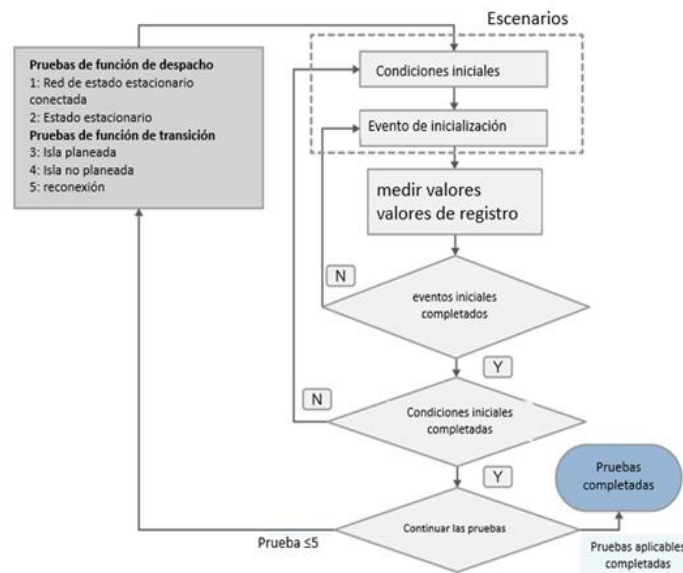 Escenarios
Pruebas de función de despacho
1: Red de estado estacionario
conectada
2: Estado estacionario
Pruebas de función de transición
3: Isla planeada
4: Isla no planeada
5: reconexión
Condiciones iniciales
Evento de inicialización
medir valores
valores de registro
N
eventos iniciales
completados
Y
N
Condiciones iniciales
completadas
Y
Pruebas
completadas
Continuar las pruebas
Prueba ≤5
Pruebas aplicables
completadas